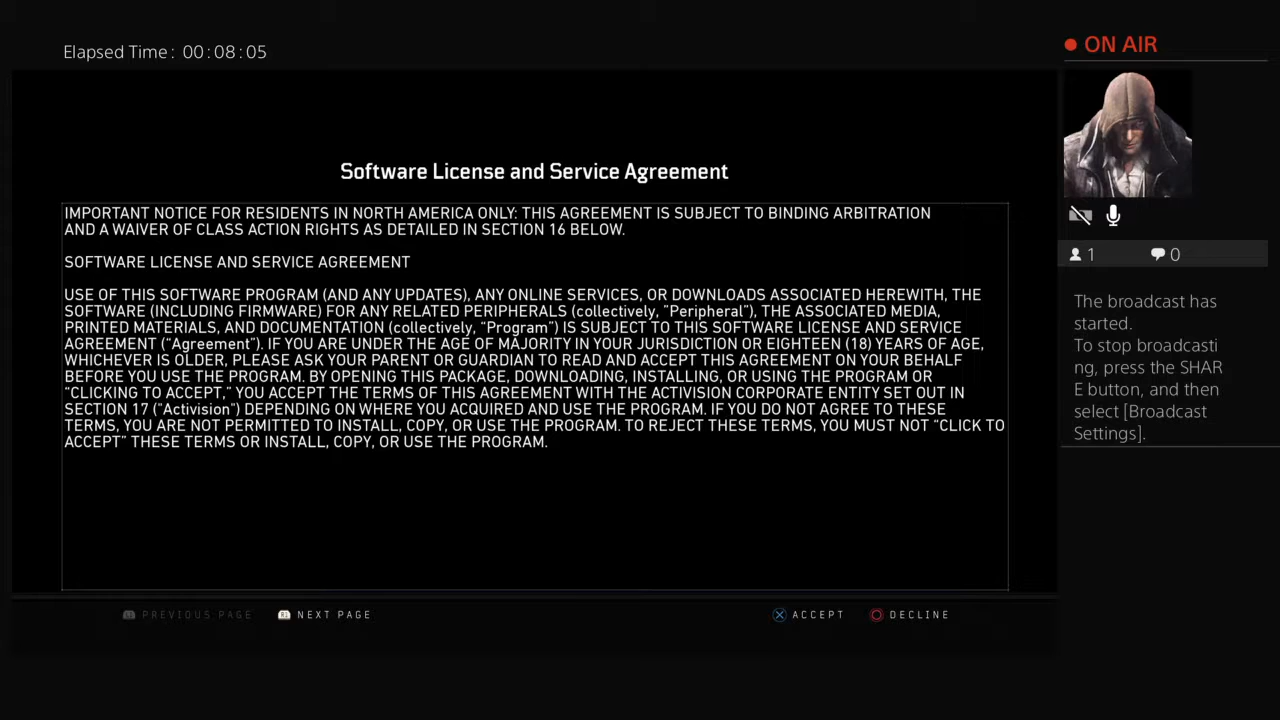 Elapsed Time: 00:08:05
ON AIR
Software License and Service Agreement
IMPORTANT NOTICE FOR RESIDENTS IN NORTH AMERICA ONLY: THIS AGREEMENT IS SUBJECT TO BINDING ARBITRATION
AND A WAIVER OF CLASS ACTION RIGHTS AS DETAILED IN SECTION 16 BELOW.
SOFTWARE LICENSE AND SERVICE AGREEMENT
USE OF THIS SOFTWARE PROGRAM (AND ANY UPDATES), ANY ONLINE SERVICES, OR DOWNLOADS ASSOCIATED HEREWITH, THE
SOFTWARE (INCLUDING FIRMWARE) FOR ANY RELATED PERIPHERALS (collectively, "Peripheral"), THE ASSOCIATED MEDIA,
PRINTED MATERIALS, AND DOCUMENTATION (collectively, “Program”) IS SUBJECT TO THIS SOFTWARE LICENSE AND SERVICE
AGREEMENT (“Agreement”). IF YOU ARE UNDER THE AGE OF MAJORITY IN YOUR JURISDICTION OR EIGHTEEN (18) YEARS OF AGE,
WHICHEVER IS OLDER, PLEASE ASK YOUR PARENT OR GUARDIAN TO READ AND ACCEPT THIS AGREEMENT ON YOUR BEHALF
BEFORE YOU USE THE PROGRAM. BY OPENING THIS PACKAGE, DOWNLOADING, INSTALLING, OR USING THE PROGRAM OR
“CLICKING TO ACCEPT,” YOU ACCEPT THE TERMS OF THIS AGREEMENT WITH THE ACTIVISION CORPORATE ENTITY SET OUT IN
SECTION 17 ("Activision") DEPENDING ON WHERE YOU ACQUIRED AND USE THE PROGRAM. IF YOU DO NOT AGREE TO THESE
TERMS, YOU ARE NOT PERMITTED TO INSTALL, COPY, OR USE THE PROGRAM. TO REJECT THESE TERMS, YOU MUST NOT “CLICK TO
ACCEPT” THESE TERMS OR INSTALL, COPY, OR USE THE PROGRAM.
L1 PREVIOUS PAGE
R1 NEXT PAGE
ACCEPT
DECLINE
1
0
The broadcast has
started.
To stop broadcasti
ng, press the SHAR
E button, and then
select [Broadcast
Settings].